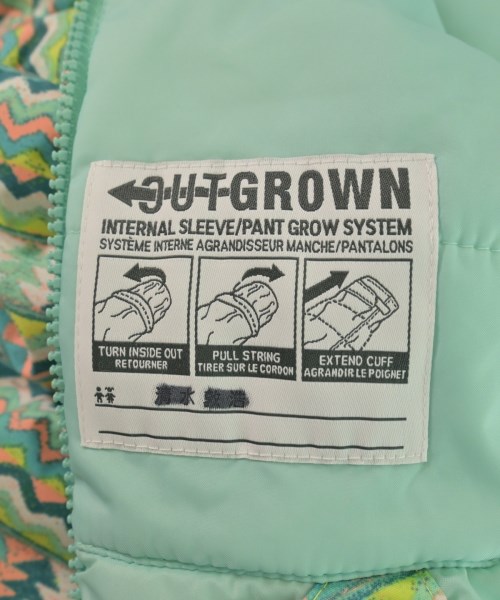 OUTGROWN
INTERNAL SLEEVE/PANT GROW SYSTEM
SYSTÈME INTERNE AGRANDISSEUR MANCHE/PANTALONS
TURN INSIDE OUT
RETOURNER
PULL STRING
TIRER SUR LE CORDON
EXTEND CUFF
AGRANDIR LE POIGNET